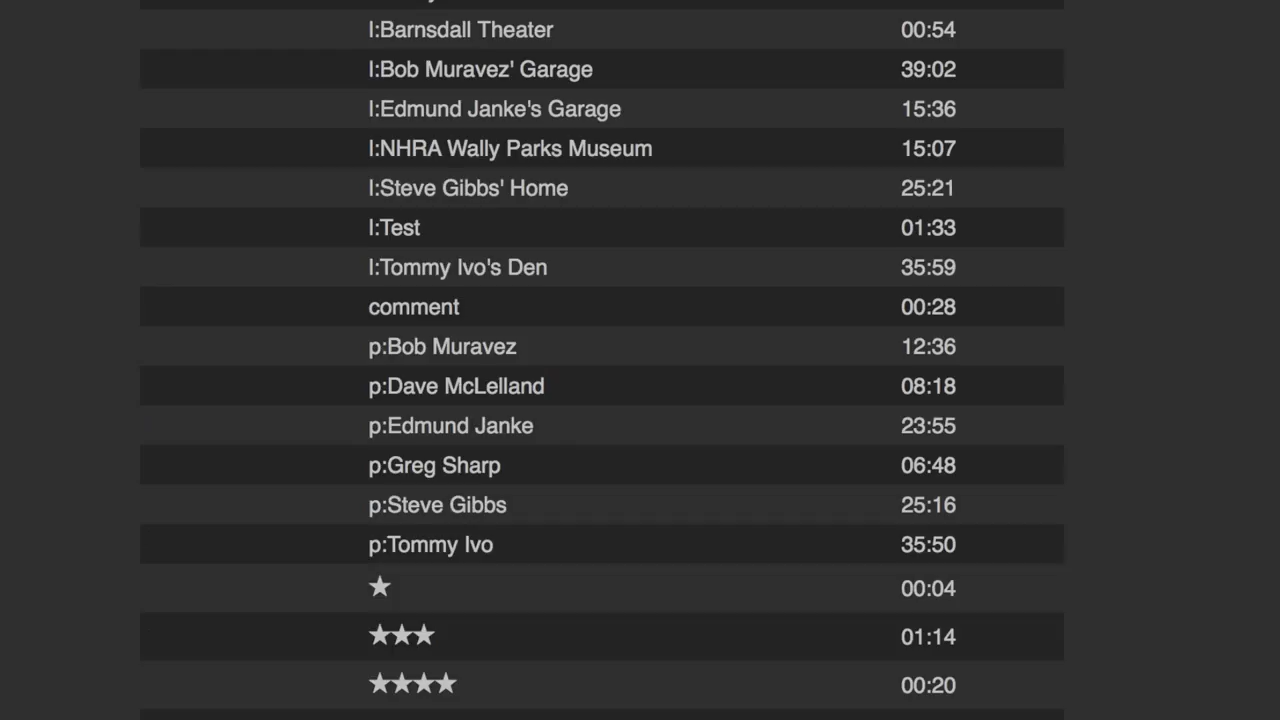 l:Barnsdall Theater 00:54
l:Bob Muravez' Garage 39:02
l:Edmund Janke's Garage 15:36
l:NHRA Wally Parks Museum 15:07
l:Steve Gibbs' Home 25:21
l:Test 01:33
l:Tommy Ivo's Den 35:59
comment 00:28
p:Bob Muravez 12:36
p:Dave McLelland 08:18
p:Edmund Janke 23:55
p:Greg Sharp 06:48
p:Steve Gibbs 25:16
p:Tommy Ivo 35:50
★ 00:04
★★★ 01:14
★★★★ 00:20